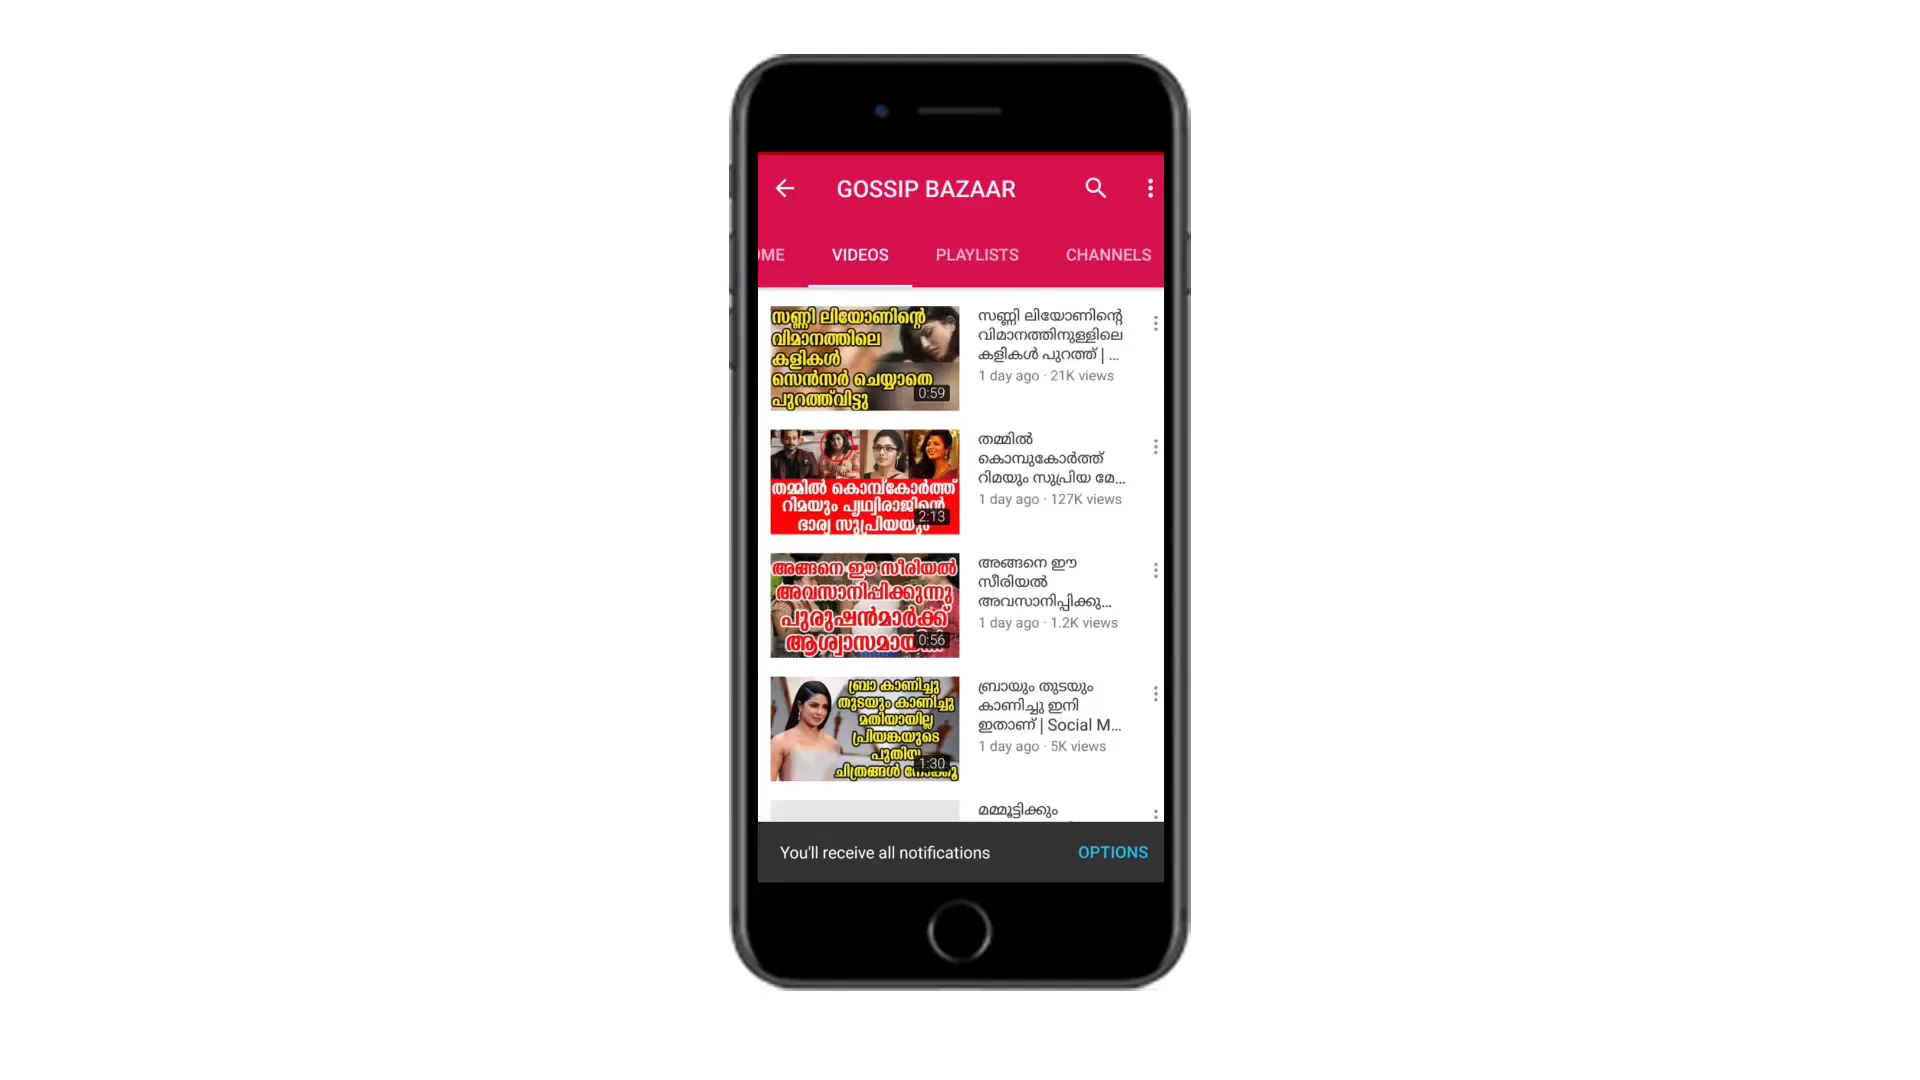 GOSSIP BAZAAR
OME VIDEOS PLAYLISTS CHANNELS
സണ്ണി ലിയോണിന്റെ
വിമാനത്തിലെ
കളികൾ
സെൻസർ ചെയ്യാതെ
പുറത്ത്‌വിട്ടു
0:59
സണ്ണി ലിയോണിന്റെ
വിമാനത്തിനുള്ളിലെ
കളികൾ പുറത്ത് | ...
1 day ago · 21K views
തമ്മിൽ കൊമ്പ്കോർത്ത്
റിമയും പൃഥ്വിരാജിന്റെ
ഭാര്യ സുപ്രിയയും
2:13
തമ്മിൽ
കൊമ്പുകോർത്ത്
റിമയും സുപ്രിയ മേ...
1 day ago · 127K views
അങ്ങനെ ഈ സീരിയൽ
അവസാനിപ്പിക്കുന്നു
പുരുഷൻമാർക്ക്
0:56
അങ്ങനെ ഈ
സീരിയൽ
അവസാനിപ്പിക്കു...
1 day ago · 1.2K views
ബ്രാ കാണിച്ചു
തുടയും കാണിച്ചു
മതിയായില്ല
പ്രിയങ്കയുടെ
പുതിയ
ചിത്രങ്ങൾ നോക്കൂ
1:30
ബ്രായും തുടയും
കാണിച്ചു ഇനി
ഇതാണ് | Social M...
1 day ago · 5K views
മമ്മൂട്ടിക്കും
You'll receive all notifications OPTIONS